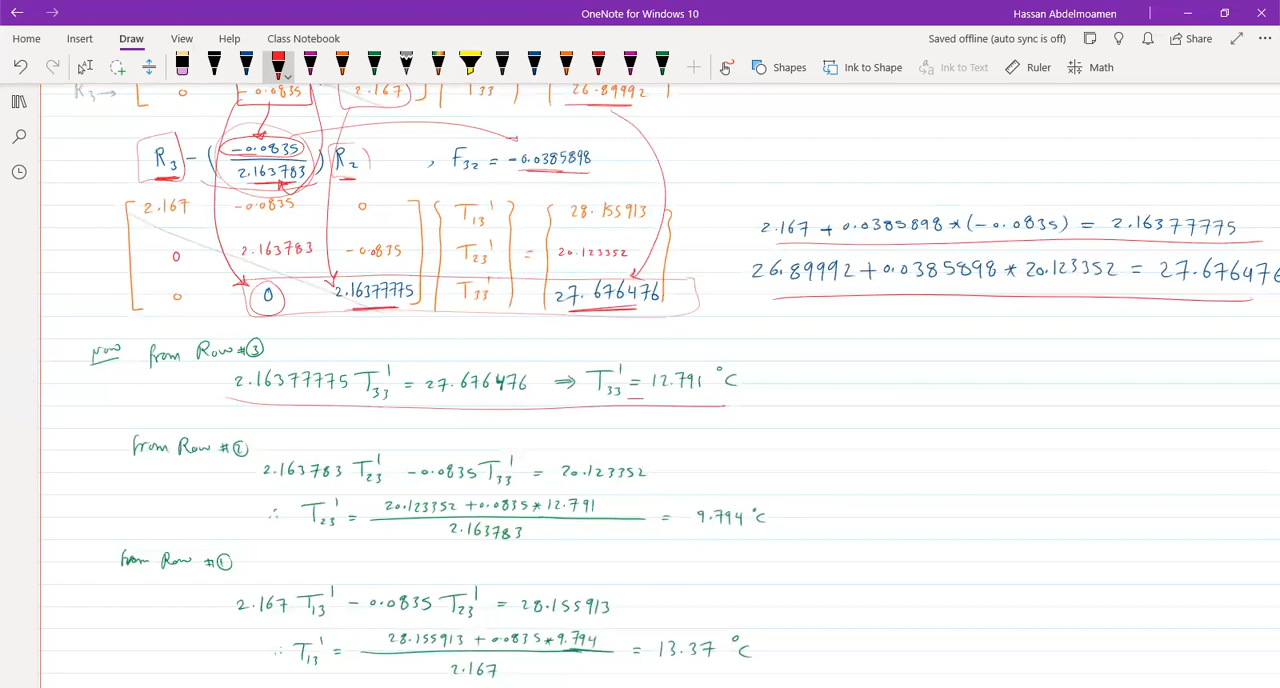 OneNote for Windows 10
Hassan Abdelmoamen
Home Insert Draw View Help Class Notebook
Saved offline (auto sync is off) Share
Shapes Ink to Shape Ink to Text Ruler Math
R3 → [ 0 -0.0835 2.167 ] { T33' } { 26.89992 }
R3 - ( -0.0835 / 2.163783 ) R2 , F32 = -0.0385898
[ 2.167 -0.0835 0 ] { T13' } { 28.155913 }
2.167 + 0.0385898 * (-0.0835) = 2.16377775
[ 0 2.163783 -0.0835 ] { T23' } = { 20.123352 }
26.89992 + 0.0385898 * 20.123352 = 27.676476
[ 0 0 2.16377775 ] { T33' } { 27.676476 }
Now from Row # ③
2.16377775 T33' = 27.676476 ⇒ T33' = 12.791 °C
from Row # ②
2.163783 T23' - 0.0835 T33' = 20.123352
∴ T23' = 20.123352 + 0.0835 * 12.791 / 2.163783 = 9.794 °C
from Row # ①
2.167 T13' - 0.0835 T23' = 28.155913
∴ T13' = 28.155913 + 0.0835 * 9.794 / 2.167 = 13.37 °C